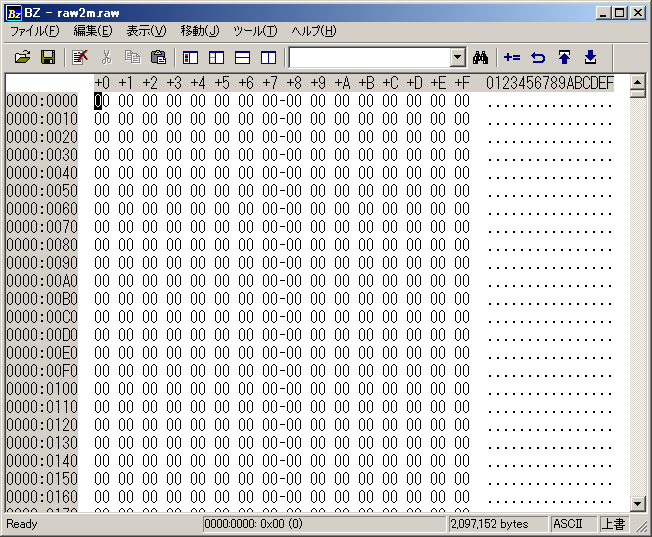 Bz BZ - raw2m.raw
ファイル(F) 編集(E) 表示(V) 移動(J) ツール(T) ヘルプ(H)
+0 +1 +2 +3 +4 +5 +6 +7 +8 +9 +A +B +C +D +E +F 0123456789ABCDEF
0000:0000 00 00 00 00 00 00 00 00-00 00 00 00 00 00 00 00 ................
0000:0010 00 00 00 00 00 00 00 00-00 00 00 00 00 00 00 00 ................
0000:0020 00 00 00 00 00 00 00 00-00 00 00 00 00 00 00 00 ................
0000:0030 00 00 00 00 00 00 00 00-00 00 00 00 00 00 00 00 ................
0000:0040 00 00 00 00 00 00 00 00-00 00 00 00 00 00 00 00 ................
0000:0050 00 00 00 00 00 00 00 00-00 00 00 00 00 00 00 00 ................
0000:0060 00 00 00 00 00 00 00 00-00 00 00 00 00 00 00 00 ................
0000:0070 00 00 00 00 00 00 00 00-00 00 00 00 00 00 00 00 ................
0000:0080 00 00 00 00 00 00 00 00-00 00 00 00 00 00 00 00 ................
0000:0090 00 00 00 00 00 00 00 00-00 00 00 00 00 00 00 00 ................
0000:00A0 00 00 00 00 00 00 00 00-00 00 00 00 00 00 00 00 ................
0000:00B0 00 00 00 00 00 00 00 00-00 00 00 00 00 00 00 00 ................
0000:00C0 00 00 00 00 00 00 00 00-00 00 00 00 00 00 00 00 ................
0000:00D0 00 00 00 00 00 00 00 00-00 00 00 00 00 00 00 00 ................
0000:00E0 00 00 00 00 00 00 00 00-00 00 00 00 00 00 00 00 ................
0000:00F0 00 00 00 00 00 00 00 00-00 00 00 00 00 00 00 00 ................
0000:0100 00 00 00 00 00 00 00 00-00 00 00 00 00 00 00 00 ................
0000:0110 00 00 00 00 00 00 00 00-00 00 00 00 00 00 00 00 ................
0000:0120 00 00 00 00 00 00 00 00-00 00 00 00 00 00 00 00 ................
0000:0130 00 00 00 00 00 00 00 00-00 00 00 00 00 00 00 00 ................
0000:0140 00 00 00 00 00 00 00 00-00 00 00 00 00 00 00 00 ................
0000:0150 00 00 00 00 00 00 00 00-00 00 00 00 00 00 00 00 ................
0000:0160 00 00 00 00 00 00 00 00-00 00 00 00 00 00 00 00 ................
Ready 0000:0000: 0x00 (0) 2,097,152 bytes ASCII 上書